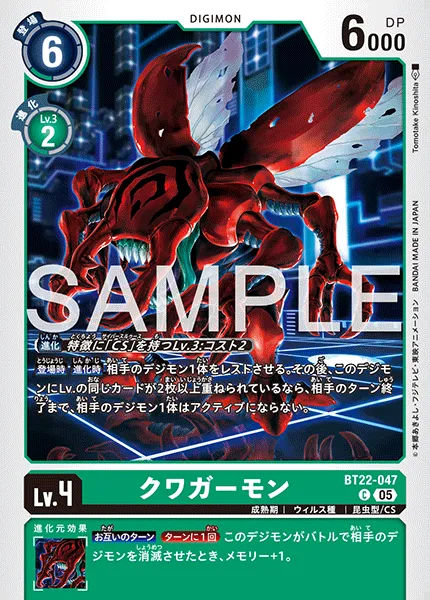 DIGIMON
登場
6
6000
DP
進化
Lv.3
2
Tomotake Kinoshita
BANDAI MADE IN JAPAN
© 本郷あきよし・フジテレビ・東映アニメーション
SAMPLE
進化 特徴に「CS」を持つLv.3:コスト2
登場時 進化時 相手のデジモン1体をレストさせる。その後、このデジモ
ンにLv.の同じカードが2枚以上重ねられているなら、相手のターン終
了まで、相手のデジモン1体はアクティブにならない。
BT22-047
Lv.4
クワガーモン
C 05
成熟期 | ウィルス種 | 昆虫型/CS
進化元効果
お互いのターン ターンに1回 このデジモンがバトルで相手のデ
ジモンを消滅させたとき、メモリー+1。